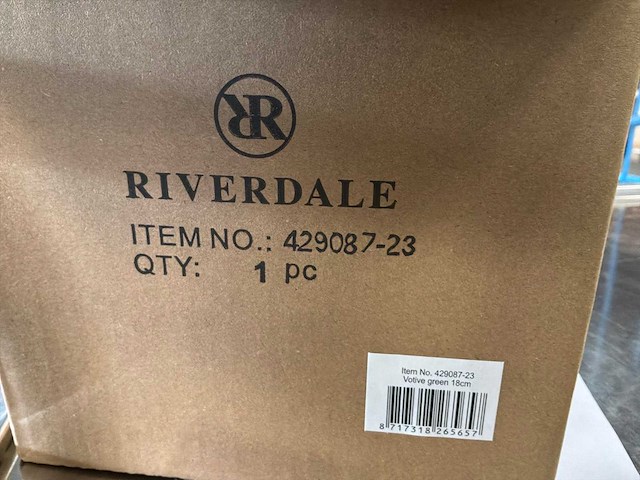 RR
RIVERDALE
ITEM NO.: 429087-23
QTY: 1 pc
Item No. 429087-23
Votive green 18cm
8 717318 265657